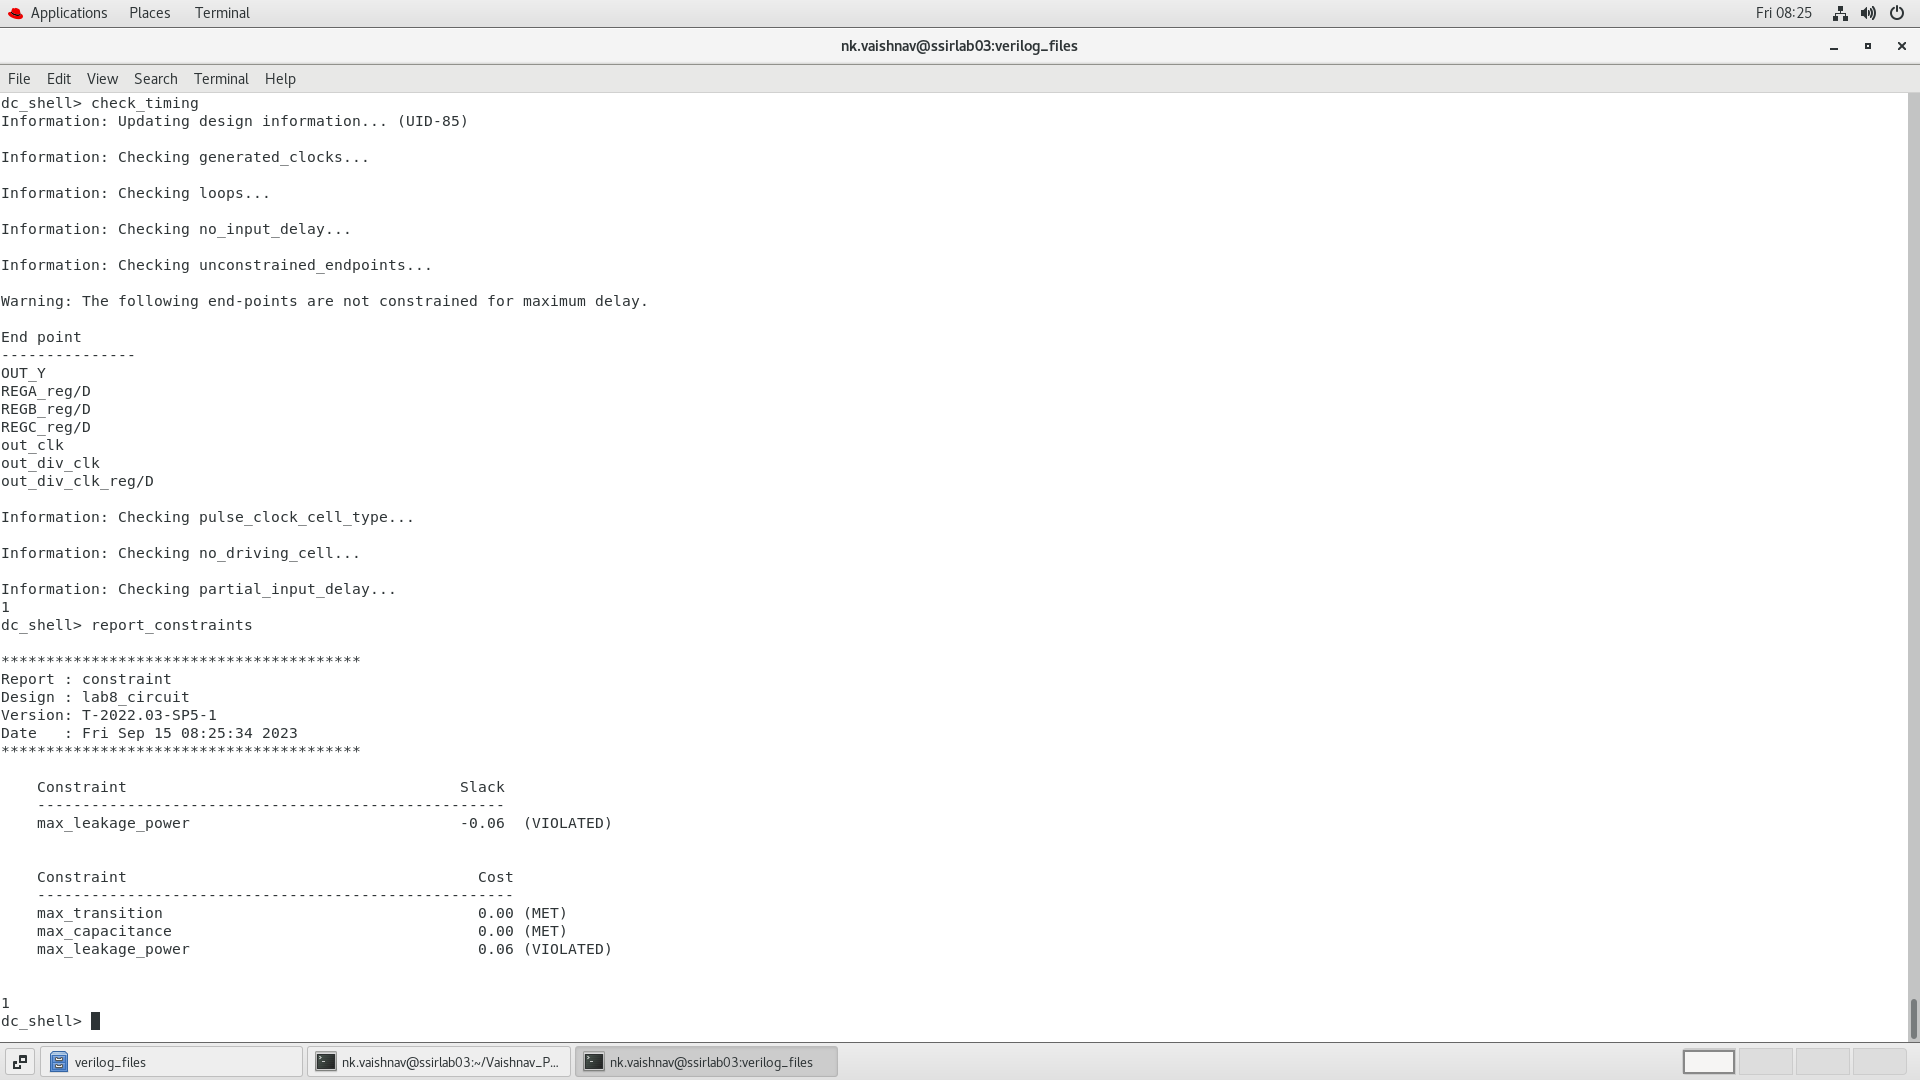 Applications Places Terminal Fri 08:25
nk.vaishnav@ssirlab03:verilog_files
File Edit View Search Terminal Help
dc_shell> check_timing
Information: Updating design information... (UID-85)
Information: Checking generated_clocks...
Information: Checking loops...
Information: Checking no_input_delay...
Information: Checking unconstrained_endpoints...
Warning: The following end-points are not constrained for maximum delay.
End point
---------------
OUT_Y
REGA_reg/D
REGB_reg/D
REGC_reg/D
out_clk
out_div_clk
out_div_clk_reg/D
Information: Checking pulse_clock_cell_type...
Information: Checking no_driving_cell...
Information: Checking partial_input_delay...
1
dc_shell> report_constraints
****************************************
Report : constraint
Design : lab8_circuit
Version: T-2022.03-SP5-1
Date   : Fri Sep 15 08:25:34 2023
****************************************
Constraint Slack
----------------------------------------------------
max_leakage_power -0.06 (VIOLATED)
Constraint Cost
-----------------------------------------------------
max_transition 0.00 (MET)
max_capacitance 0.00 (MET)
max_leakage_power 0.06 (VIOLATED)
1
dc_shell>
verilog_files nk.vaishnav@ssirlab03:~/Vaishnav_P... nk.vaishnav@ssirlab03:verilog_files